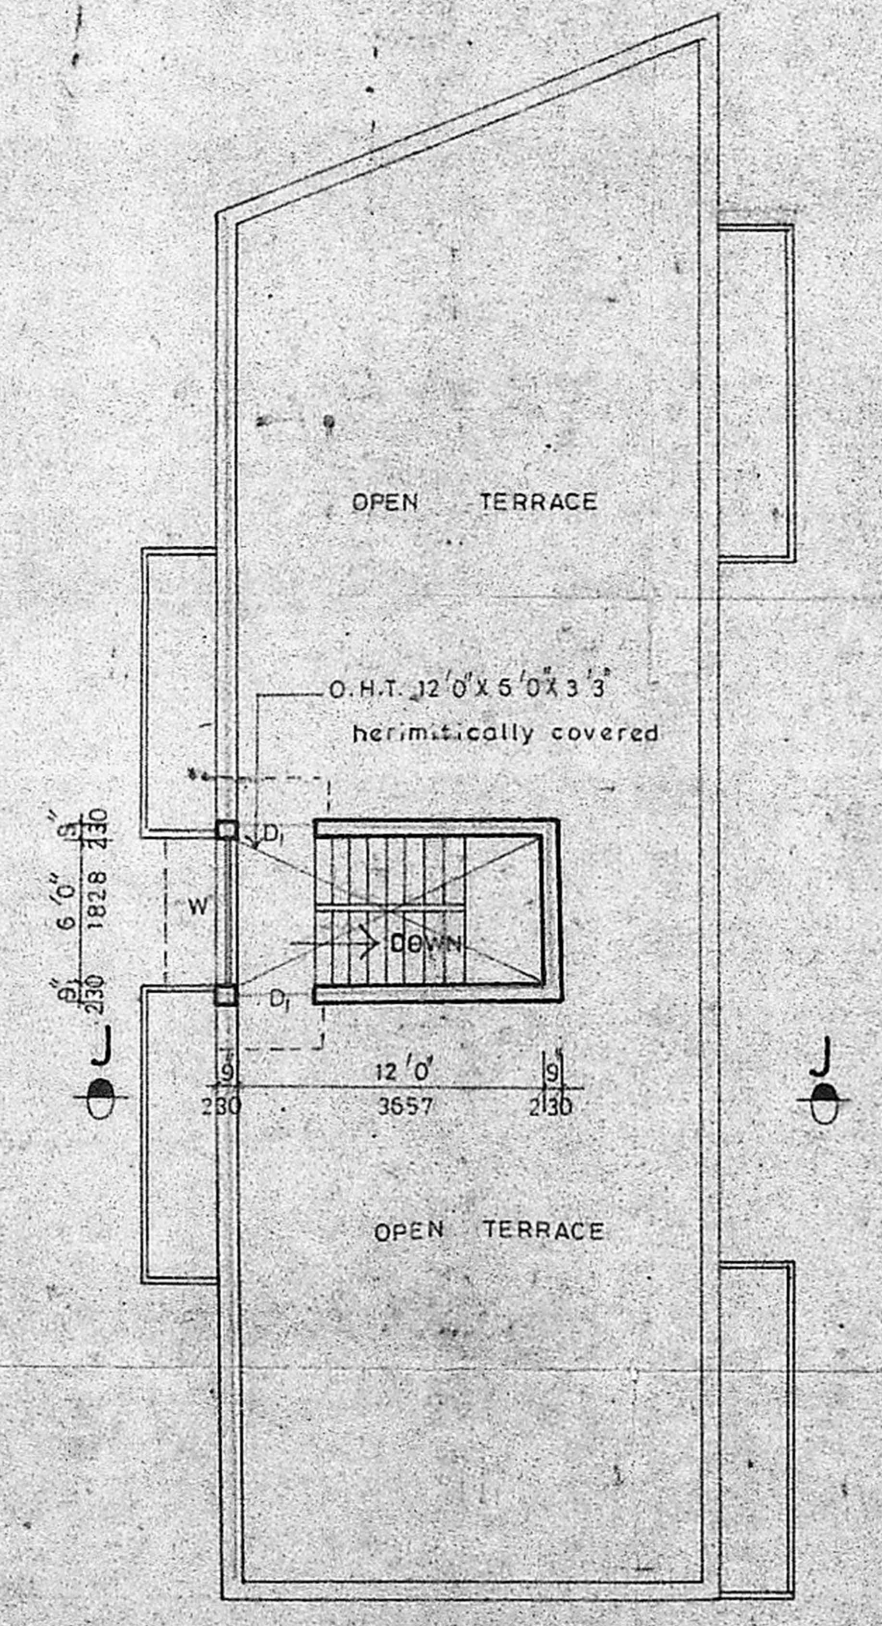 OPEN TERRACE
O.H.T. 12'0"X 5'0"X 3'3"
herimitically covered
D1
9" 6'0" 9"
230 1828 230
W
DOWN
D1
J J
9" 12'0" 9"
230 3657 230
OPEN TERRACE